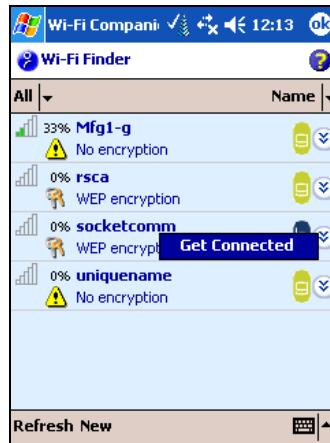 Wi-Fi Compani 12:13 ok
Wi-Fi Finder ?
All Name
33% Mfg1-g
No encryption
0% rsca
WEP encryption
0% socketcomm
WEP encrypt
Get Connected
0% uniquename
No encryption
Refresh New